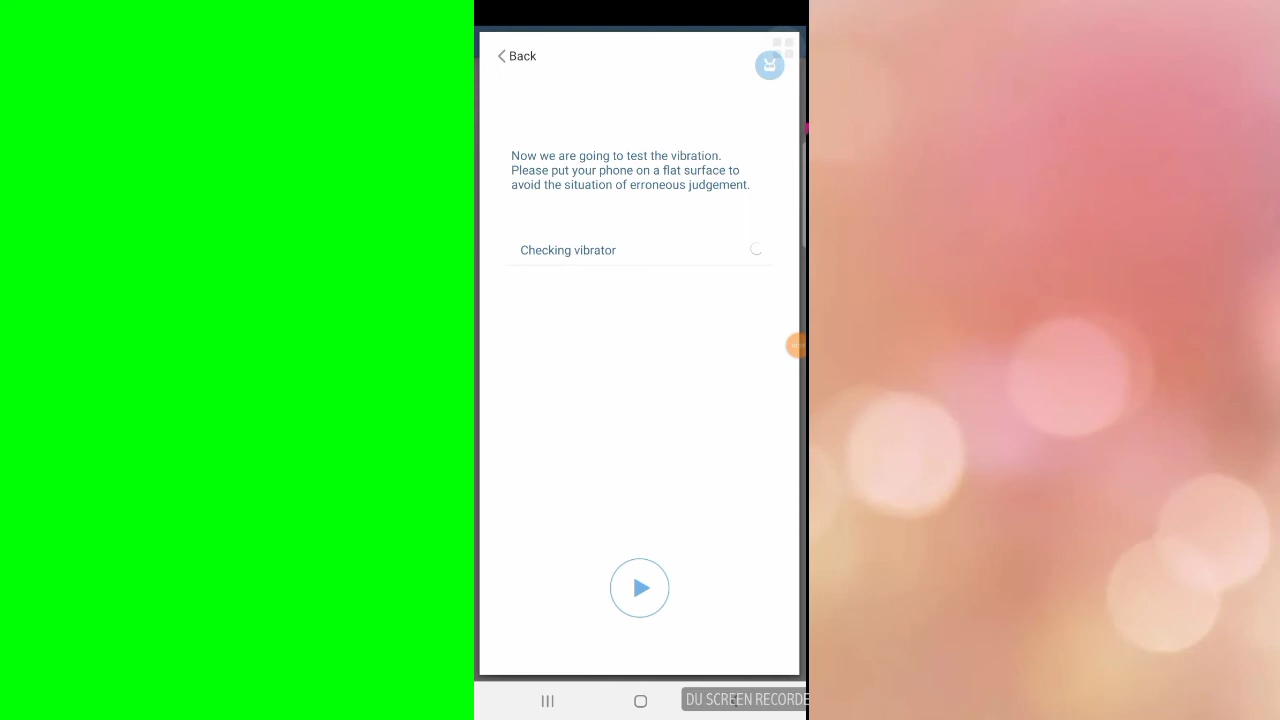 Back
Now we are going to test the vibration.
Please put your phone on a flat surface to
avoid the situation of erroneous judgement.
Checking vibrator
DU SCREEN RECORDE